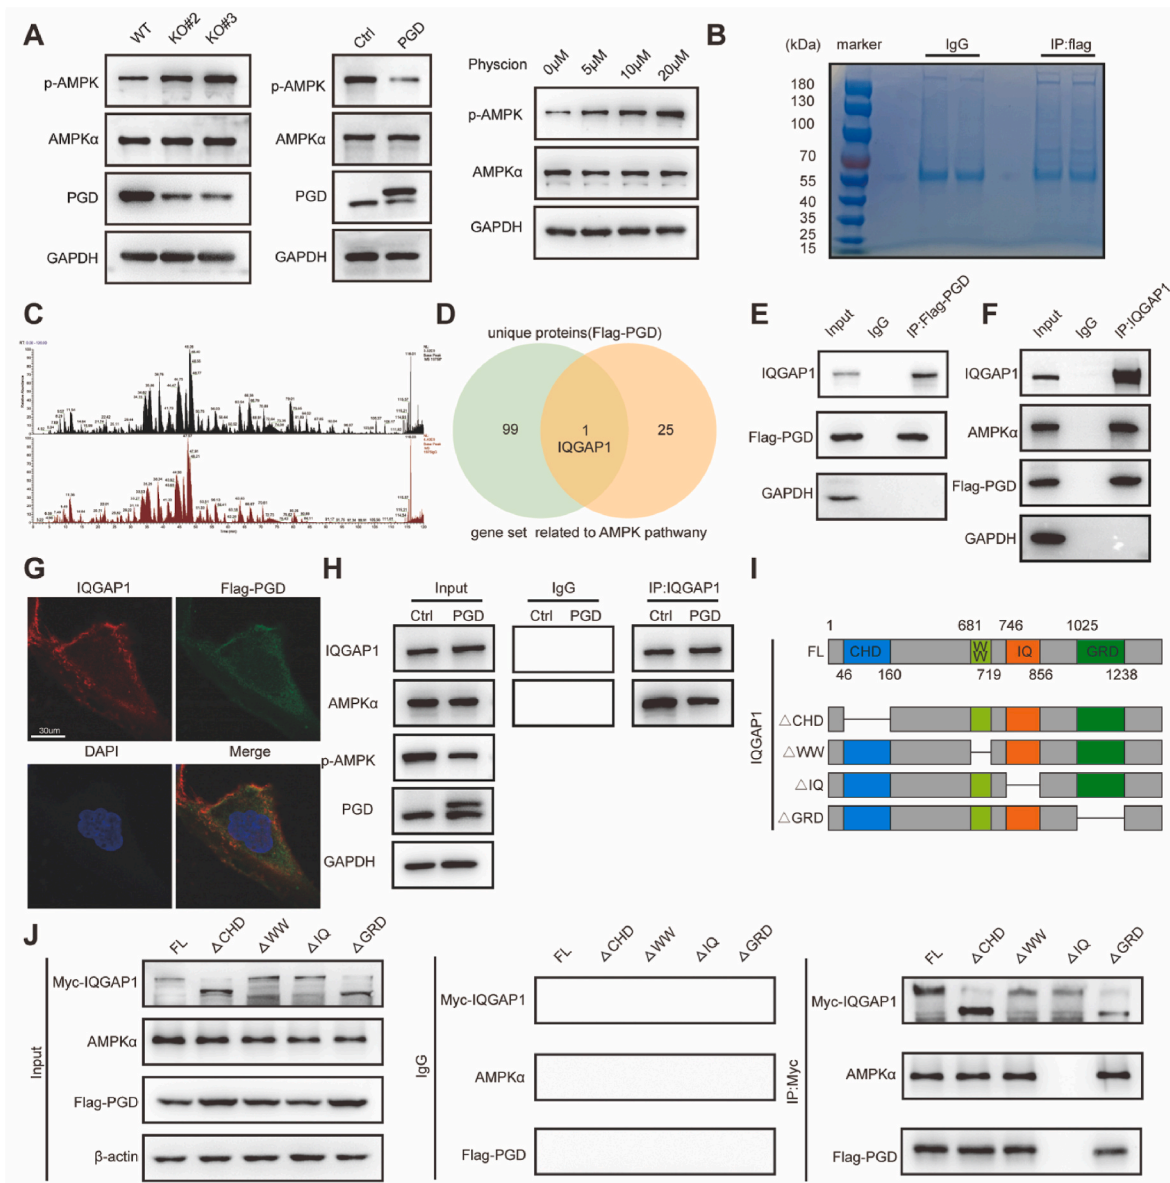 A
WT KO#2 KO#3
p-AMPK
AMPKα
PGD
GAPDH
Ctrl PGD
p-AMPK
AMPKα
PGD
GAPDH
Physcion 0μM 5μM 10μM 20μM
p-AMPK
AMPKα
GAPDH
B
(kDa) marker IgG IP:flag
180
130
100
70
55
40
35
25
15
C
D
unique proteins(Flag-PGD)
99 1 25
IQGAP1
gene set related to AMPK pathwany
E
Input IgG IP:Flag-PGD
IQGAP1
Flag-PGD
GAPDH
F
Input IgG IP:IQGAP1
IQGAP1
AMPKα
Flag-PGD
GAPDH
G
IQGAP1 Flag-PGD
30um
DAPI Merge
H
Input IgG IP:IQGAP1
Ctrl PGD Ctrl PGD Ctrl PGD
IQGAP1
AMPKα
p-AMPK
PGD
GAPDH
I
1 681 746 1025
FL CHD WW IQ GRD
46 160 719 856 1238
IQGAP1
△CHD
△WW
△IQ
△GRD
J
Input
FL ΔCHD ΔWW ΔIQ ΔGRD
Myc-IQGAP1
AMPKα
Flag-PGD
β-actin
IgG
FL ΔCHD ΔWW ΔIQ ΔGRD
Myc-IQGAP1
AMPKα
Flag-PGD
IP:Myc
FL ΔCHD ΔWW ΔIQ ΔGRD
Myc-IQGAP1
AMPKα
Flag-PGD